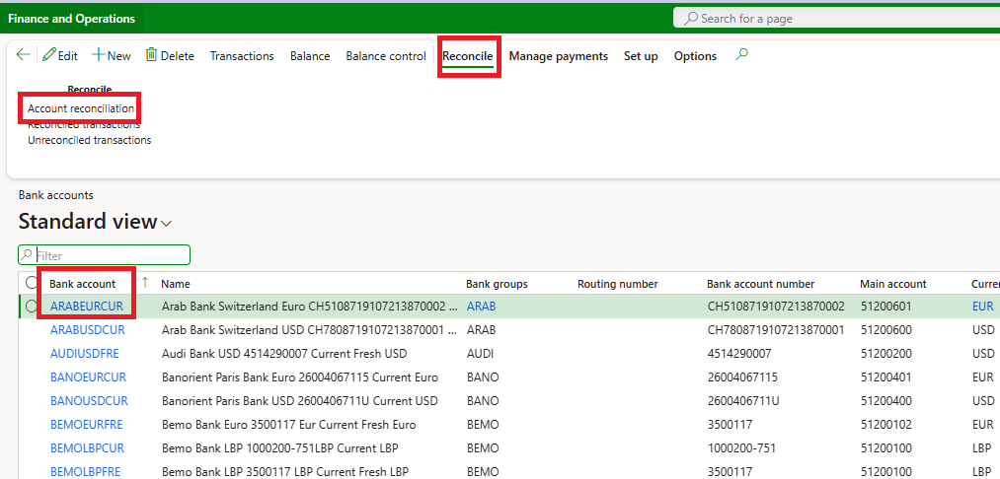 Finance and Operations Search for a page
Edit New Delete Transactions Balance Balance control Reconcile Manage payments Set up Options
Reconcile
Account reconciliation
Reconciled transactions
Unreconciled transactions
Bank accounts
Standard view
Filter
Bank account Name Bank groups Routing number Bank account number Main account Curren
ARABEURCUR Arab Bank Switzerland Euro CH5108719107213870002 ... ARAB CH5108719107213870002 51200601 EUR
ARABUSDCUR Arab Bank Switzerland USD CH7808719107213870001 ... ARAB CH7808719107213870001 51200600 USD
AUDIUSDFRE Audi Bank USD 4514290007 Current Fresh USD AUDI 4514290007 51200200 USD
BANOEURCUR Banorient Paris Bank Euro 26004067115 Current Euro BANO 26004067115 51200401 EUR
BANOUSDCUR Banorient Paris Bank USD 2600406711U Current USD BANO 2600406711U 51200400 USD
BEMOEURFRE Bemo Bank Euro 3500117 Eur Current Fresh Euro BEMO 3500117 51200102 EUR
BEMOLBPCUR Bemo Bank LBP 1000200-751LBP Current LBP BEMO 1000200-751 51200100 LBP
BEMOLBPFRE Bemo Bank LBP 3500117 LBP Current Fresh LBP BEMO 3500117 51200100 LBP